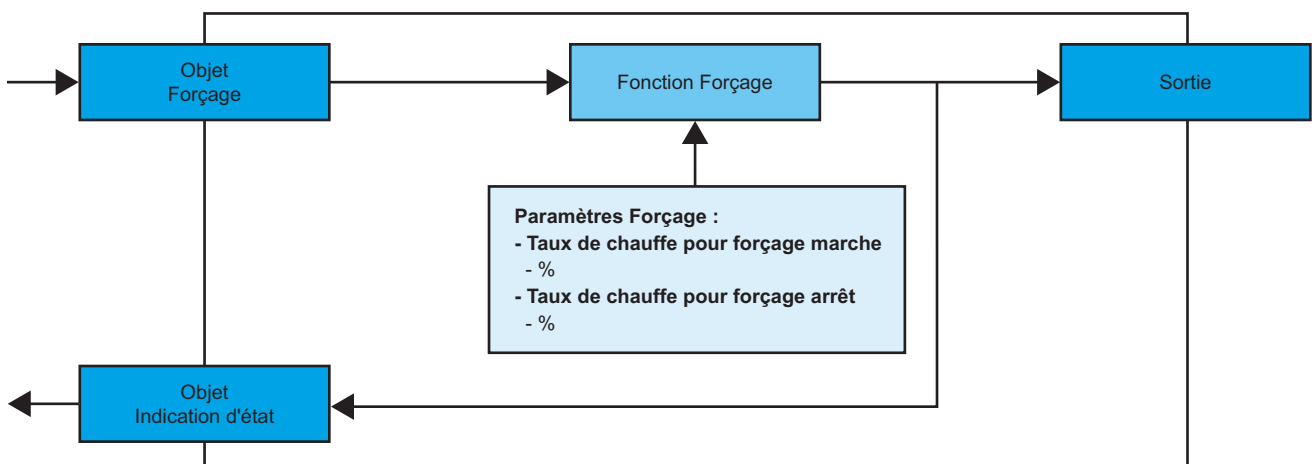 Objet
Forçage
Fonction Forçage
Sortie
Paramètres Forçage :
- Taux de chauffe pour forçage marche
- %
- Taux de chauffe pour forçage arrêt
- %
Objet
Indication d'état